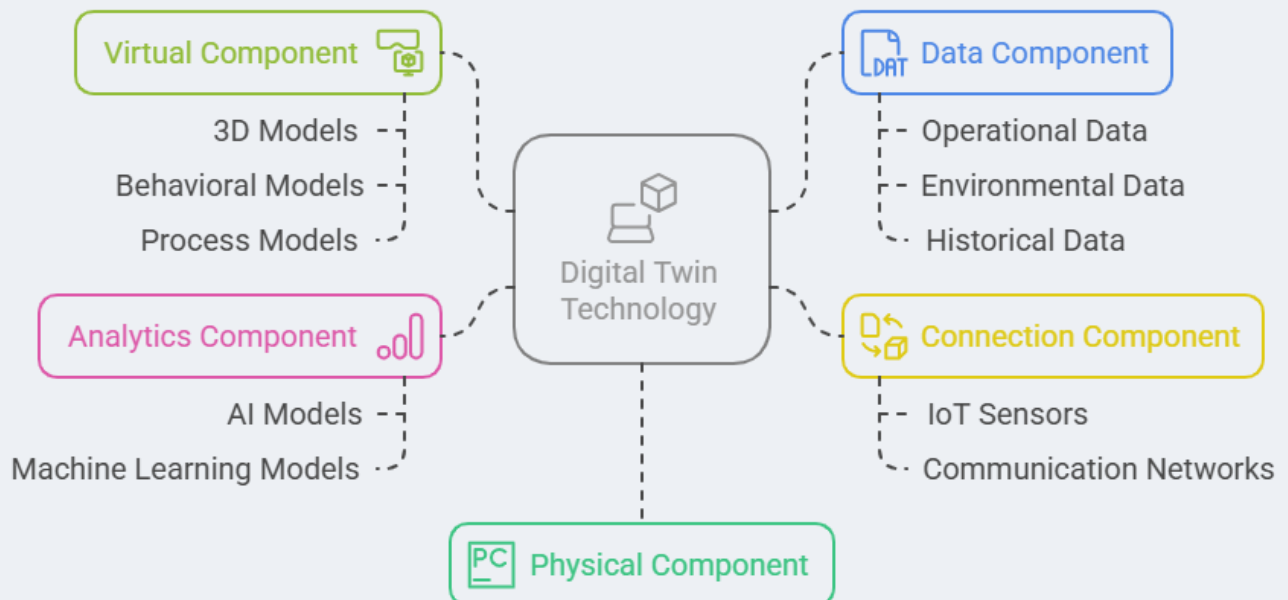 Virtual Component
3D Models
Behavioral Models
Process Models
DAT
Data Component
Operational Data
Environmental Data
Historical Data
Digital Twin
Technology
Analytics Component
AI Models
Machine Learning Models
Connection Component
IoT Sensors
Communication Networks
PC
Physical Component